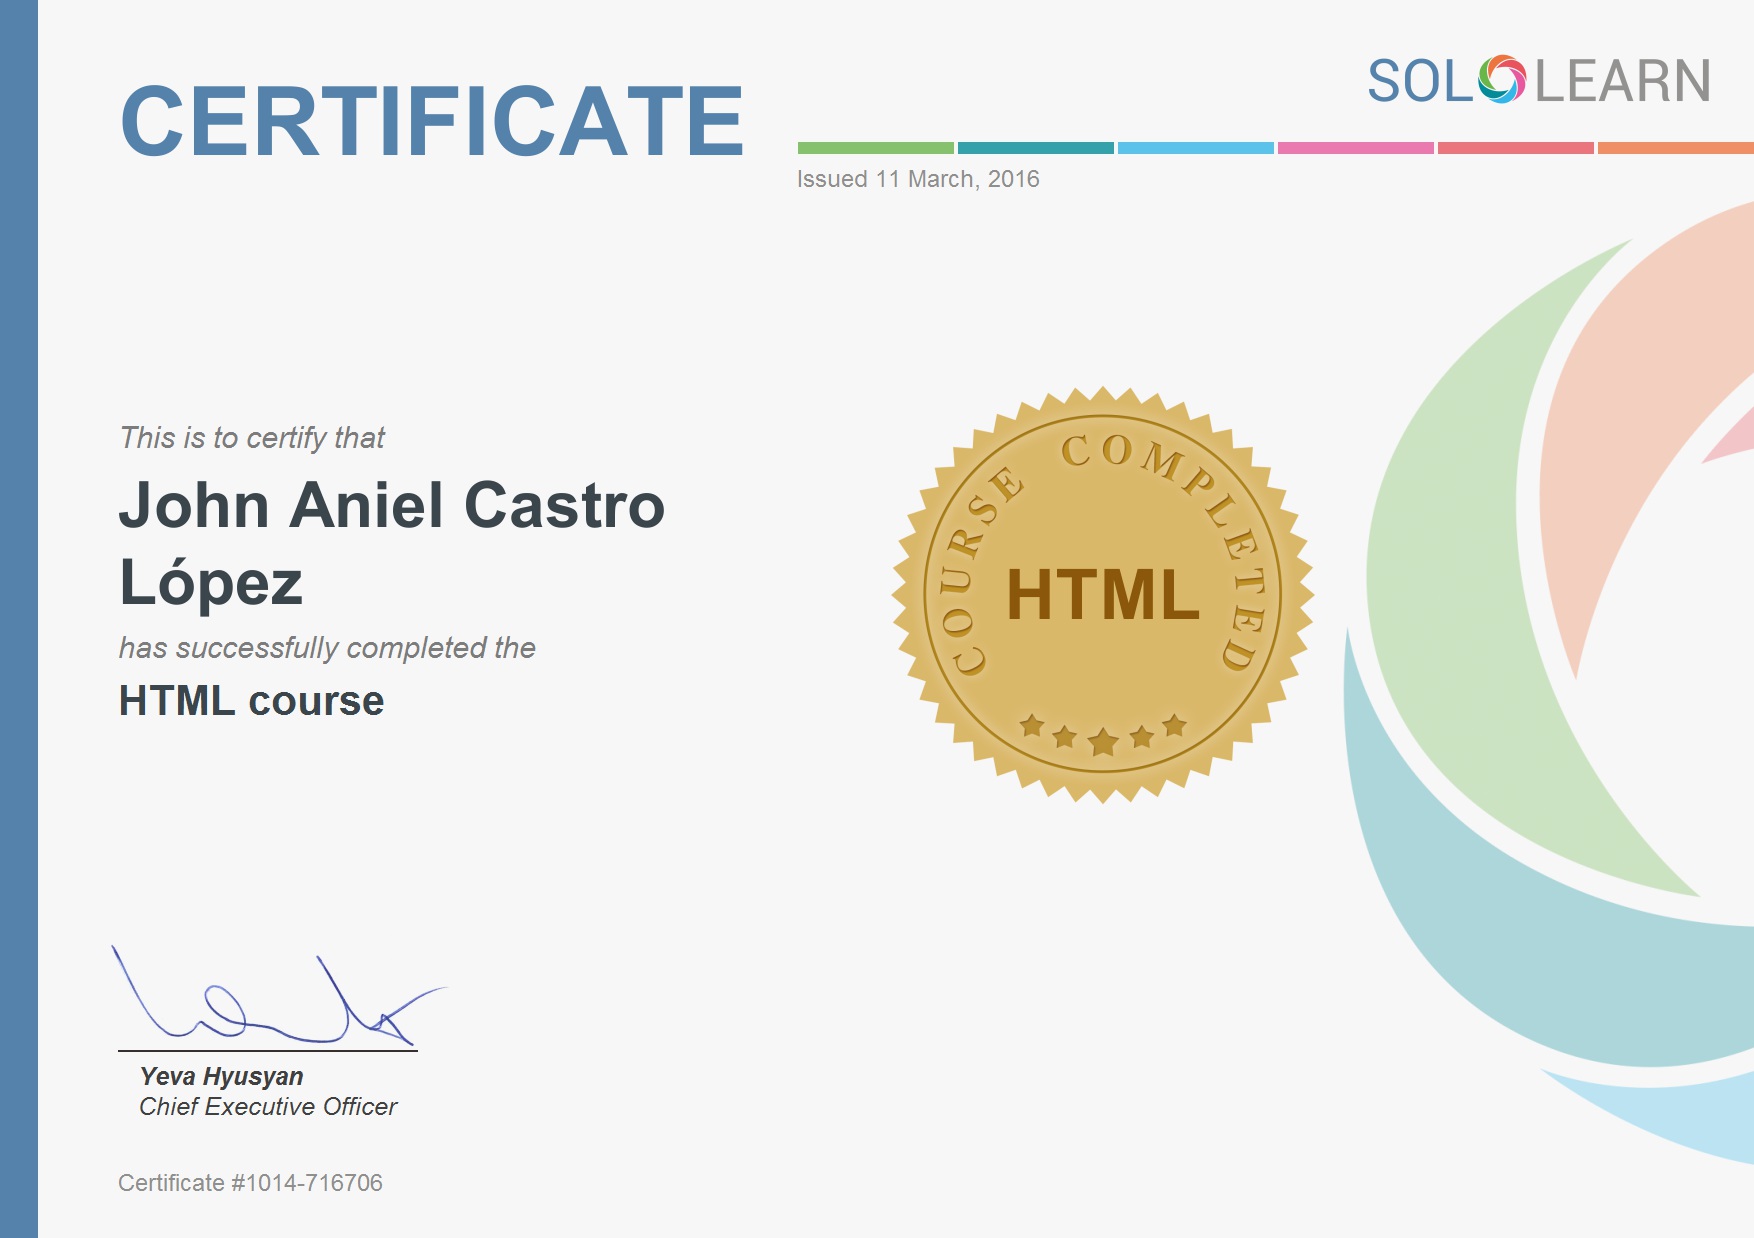 SOLOLEARN
CERTIFICATE
Issued 11 March, 2016
This is to certify that
John Aniel Castro
López
has successfully completed the
HTML course
COURSE COMPLETED
HTML
Yeva Hyusyan
Chief Executive Officer
Certificate #1014-716706